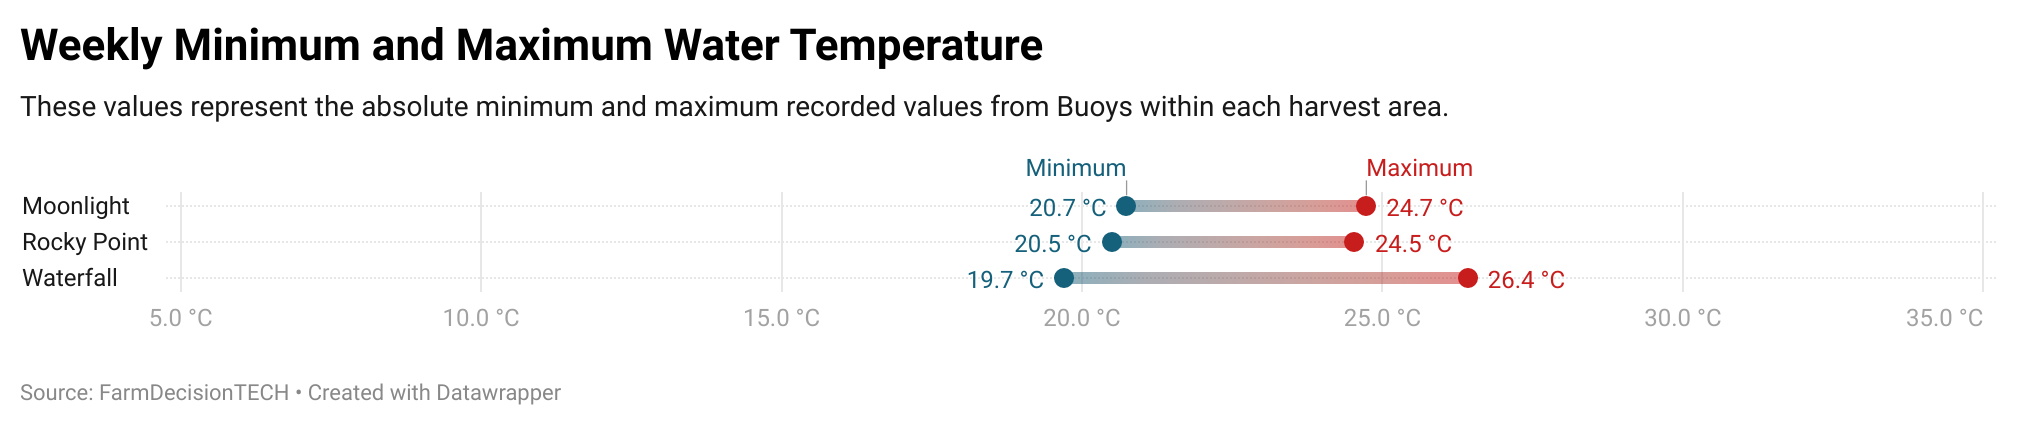 Weekly Minimum and Maximum Water Temperature
These values represent the absolute minimum and maximum recorded values from Buoys within each harvest area.
Minimum Maximum
Moonlight 20.7 °C 24.7 °C
Rocky Point 20.5 °C 24.5 °C
Waterfall 19.7 °C 26.4 °C
5.0 °C 10.0 °C 15.0 °C 20.0 °C 25.0 °C 30.0 °C 35.0 °C
Source: FarmDecisionTECH • Created with Datawrapper